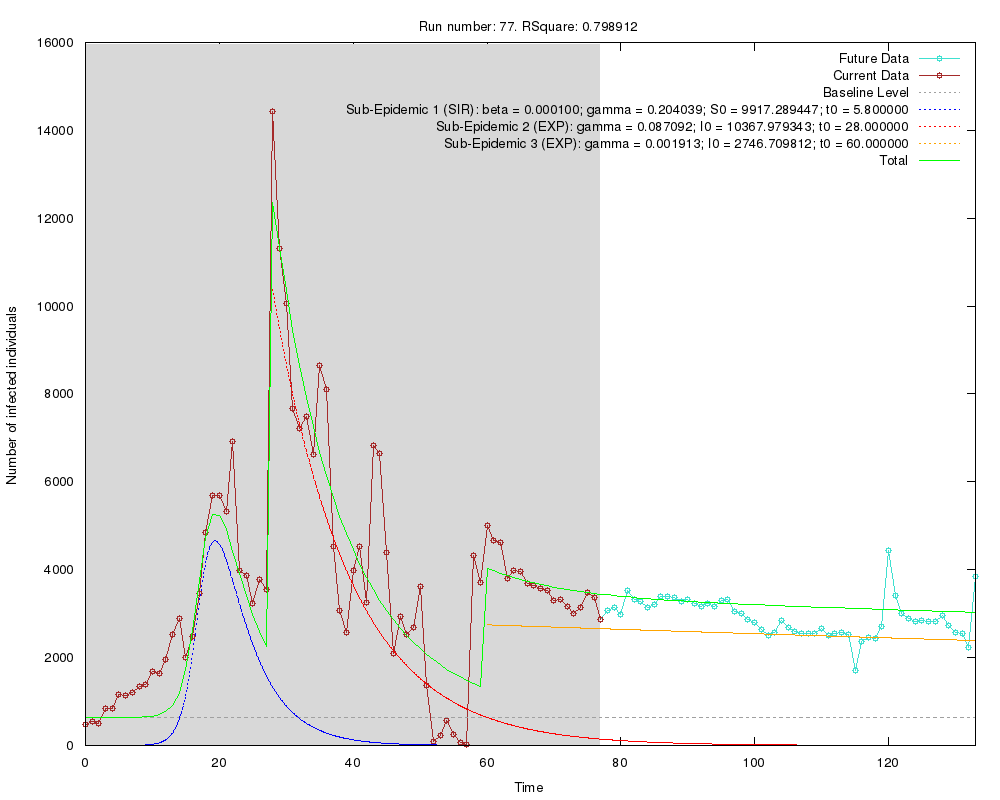 Run number: 77. RSquare: 0.798912
16000
14000
12000
10000
8000
6000
4000
2000
0
Number of infected individuals
Future Data
Current Data
Baseline Level
Sub-Epidemic 1 (SIR): beta = 0.000100; gamma = 0.204039; S0 = 9917.289447; t0 = 5.800000
Sub-Epidemic 2 (EXP): gamma = 0.087092; I0 = 10367.979343; t0 = 28.000000
Sub-Epidemic 3 (EXP): gamma = 0.001913; I0 = 2746.709812; t0 = 60.000000
Total
0 20 40 60 80 100 120
Time